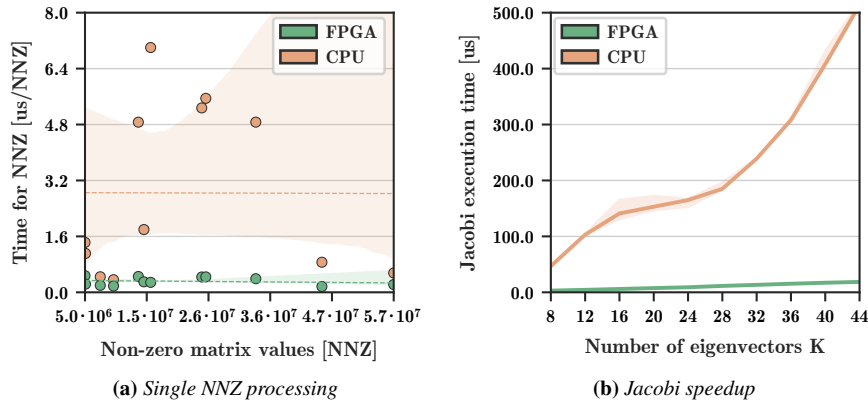 8.0
6.4
4.8
3.2
1.6
0.0
Time for NNZ [us/NNZ]
FPGA
CPU
5.0·10⁶ 1.5·10⁷ 2.6·10⁷ 3.6·10⁷ 4.7·10⁷ 5.7·10⁷
Non-zero matrix values [NNZ]
(a) Single NNZ processing
500.0
400.0
300.0
200.0
100.0
0.0
Jacobi execution time [us]
FPGA
CPU
8 12 16 20 24 28 32 36 40 44
Number of eigenvectors K
(b) Jacobi speedup